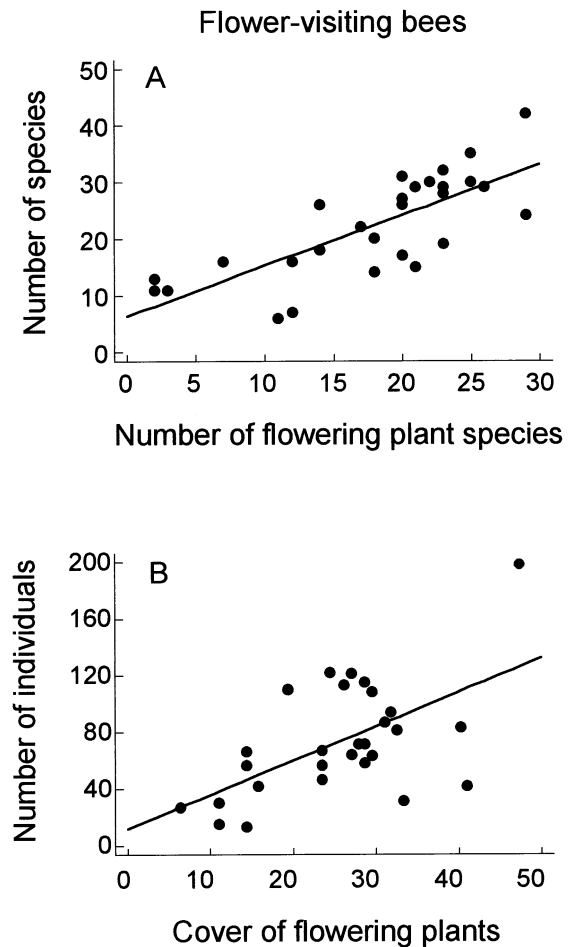 Flower-visiting bees
A
Number of species
50
40
30
20
10
0
0 5 10 15 20 25 30
Number of flowering plant species
B
Number of individuals
200
160
120
80
40
0
0 10 20 30 40 50
Cover of flowering plants